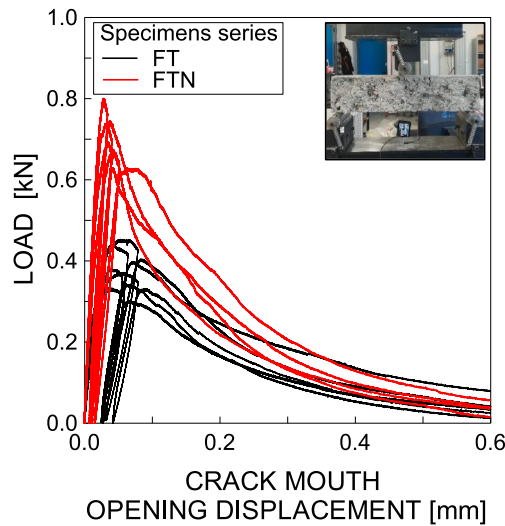 1.0
Specimens series
FT
FTN
0.8
0.6
0.4
0.2
0.0
LOAD [kN]
0.0 0.2 0.4 0.6
CRACK MOUTH
OPENING DISPLACEMENT [mm]